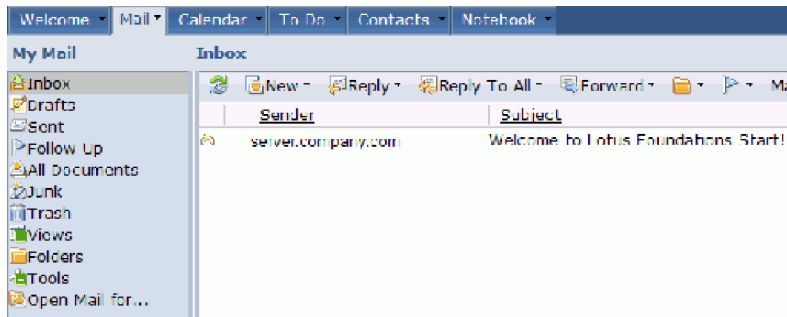 Welcome Mail Calendar To Do Contacts Notebook
My Mail Inbox
Inbox New Reply Reply To All Forward Ma
Drafts Sender Subject
Sent server.company.com Welcome to Lotus Foundations Start!
Follow Up
All Documents
Junk
Trash
Views
Folders
Tools
Open Mail for...